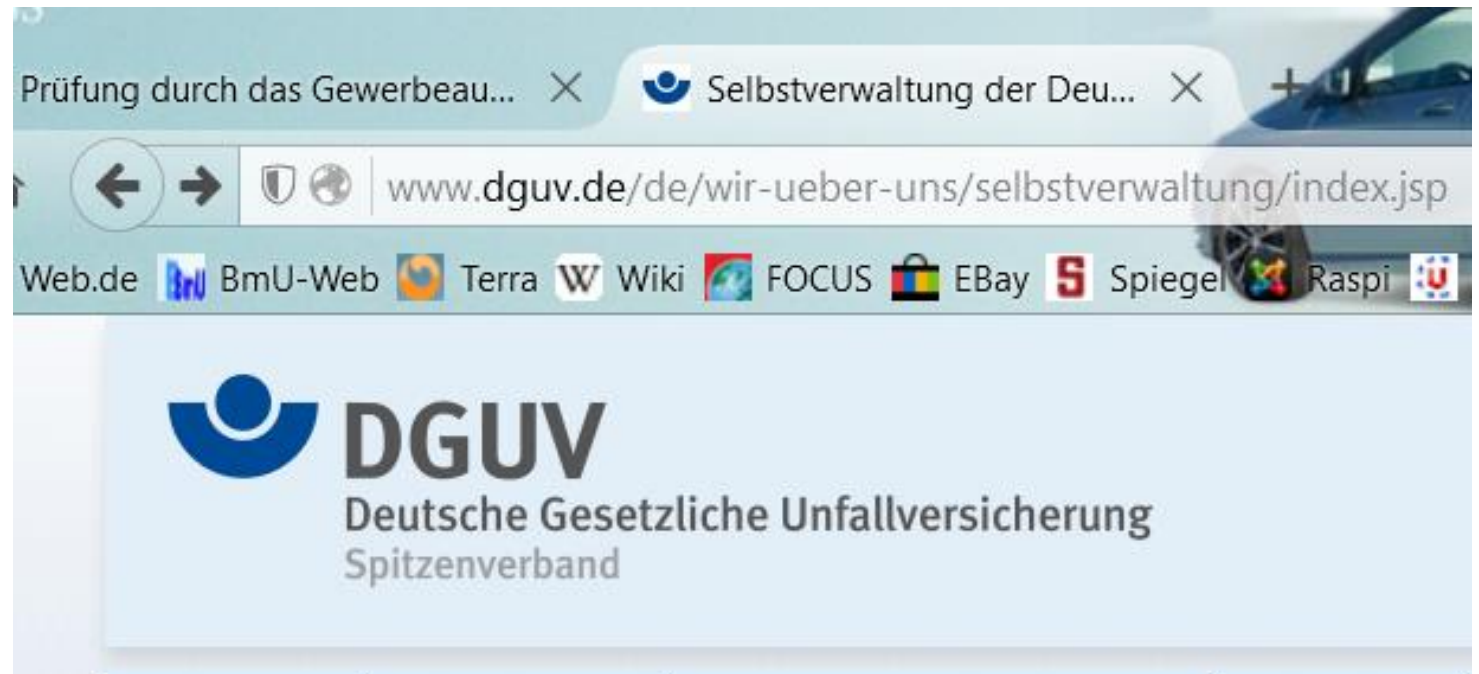 Prüfung durch das Gewerbeau...
Selbstverwaltung der Deu...
www.dguv.de/de/wir-ueber-uns/selbstverwaltung/index.jsp
Web.de BmU-Web Terra W Wiki FOCUS EBay S Spiegel Raspi U
DGUV
Deutsche Gesetzliche Unfallversicherung
Spitzenverband